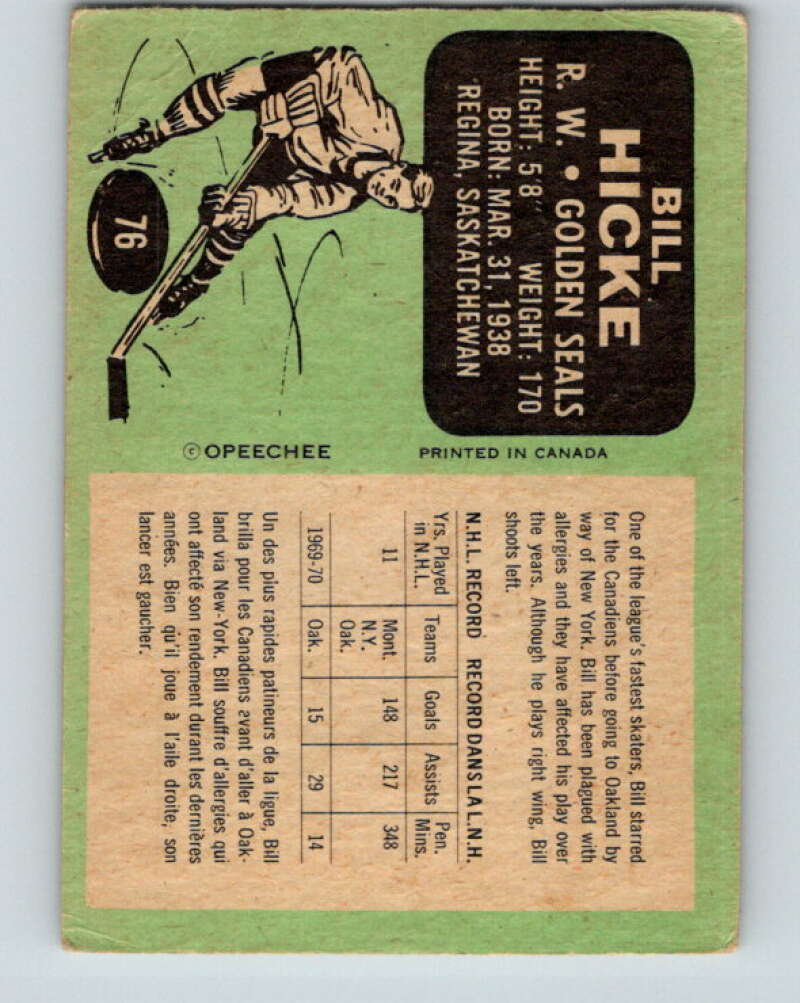 BILL
HICKE
R. W. • GOLDEN SEALS
HEIGHT: 5'8" WEIGHT: 170
BORN: MAR. 31, 1938
REGINA, SASKATCHEWAN
76
© OPEECHEE
PRINTED IN CANADA
One of the league's fastest skaters, Bill starred
for the Canadiens before going to Oakland by
way of New York. Bill has been plagued with
allergies and they have affected his play over
the years. Although he plays right wing, Bill
shoots left.
N.H.L. RECORD RECORD DANS LA L.N.H.
Yrs. Played in N.H.L. Teams Goals Assists Pen. Mins.
11 Mont. N.Y. Oak. 148 217 348
1969-70 Oak. 15 29 14
Un des plus rapides patineurs de la ligue, Bill
brilla pour les Canadiens avant d'aller à Oak-
land via New-York. Bill souffre d'allergies qui
ont affecté son rendement durant les dernières
années. Bien qu'il joue à l'aile droite, son
lancer est gaucher.